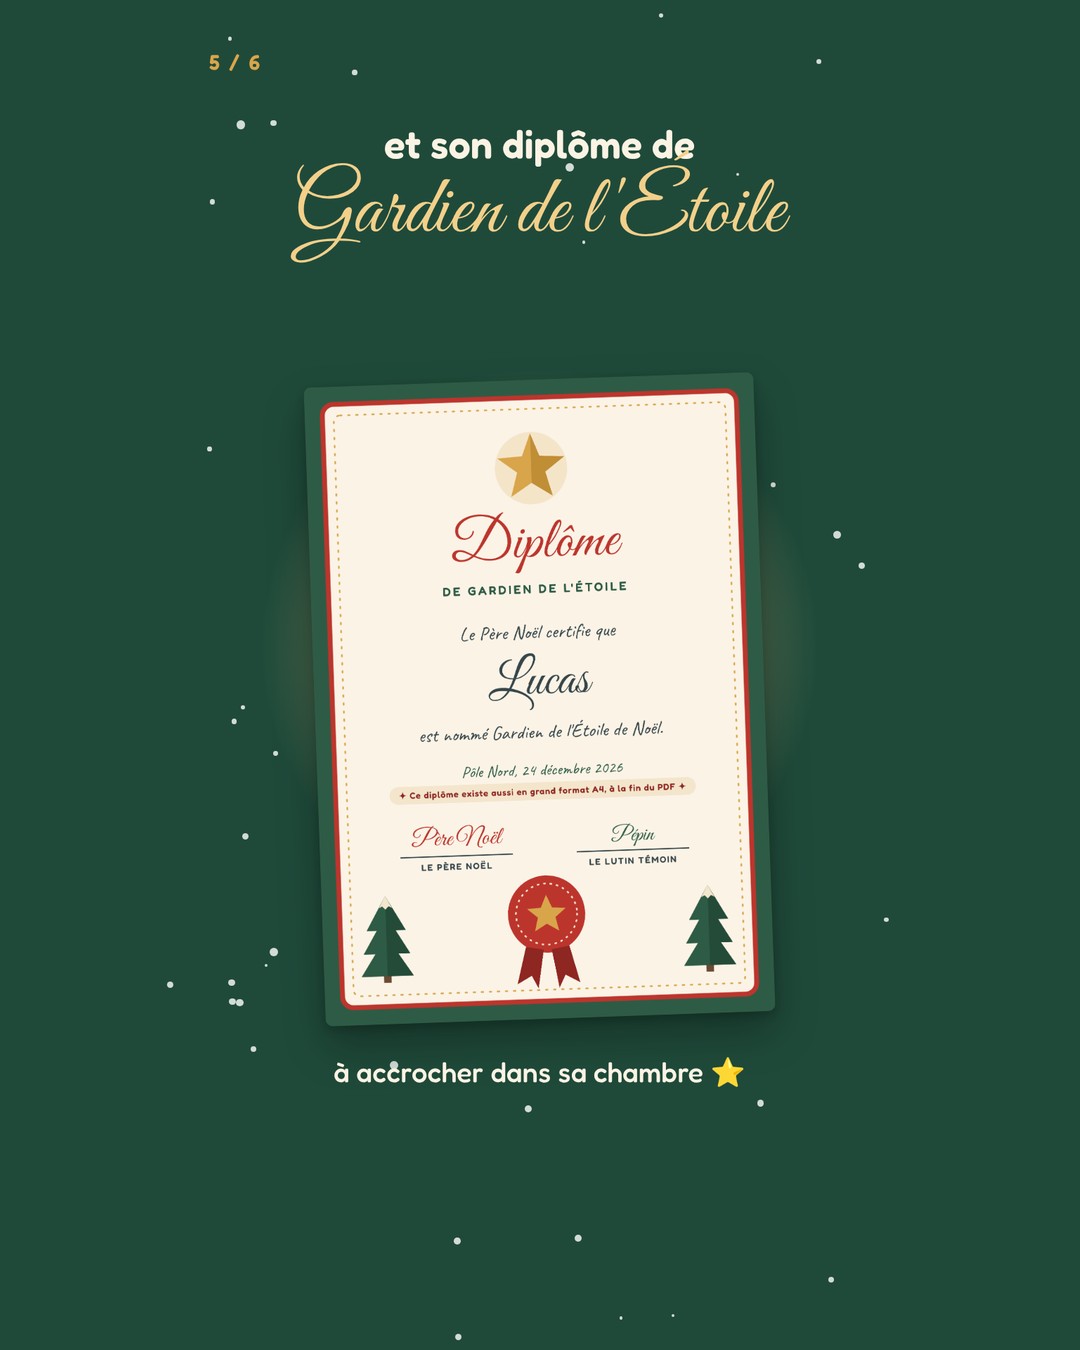 5 / 6
et son diplôme de
Gardien de l'Étoile
Diplôme
DE GARDIEN DE L'ÉTOILE
Le Père Noël certifie que
Lucas
est nommé Gardien de l'Étoile de Noël.
Pôle Nord, 24 décembre 2026
✦ Ce diplôme existe aussi en grand format A4, à la fin du PDF ✦
Père Noël
LE PÈRE NOËL
Pépin
LE LUTIN TÉMOIN
à accrocher dans sa chambre ⭐